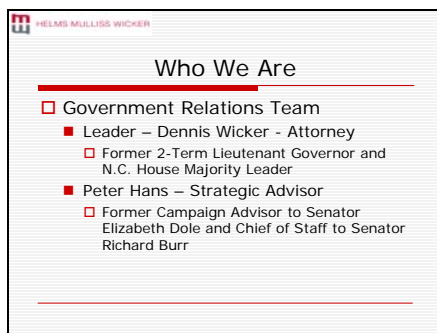 HELMS MULLISS WICKER
Who We Are
Government Relations Team
Leader – Dennis Wicker - Attorney
Former 2-Term Lieutenant Governor and
N.C. House Majority Leader
Peter Hans – Strategic Advisor
Former Campaign Advisor to Senator
Elizabeth Dole and Chief of Staff to Senator
Richard Burr